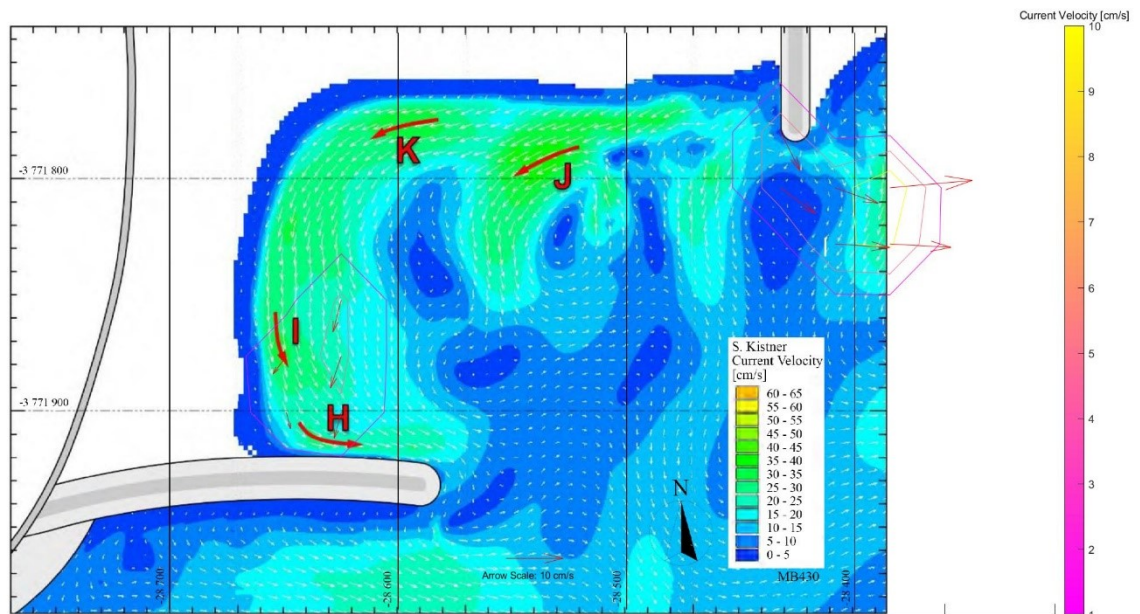 Current Velocity [cm/s]
10
9
8
7
6
5
4
3
2
1
K
J
-3 771 800
I
H
-3 771 900
S. Kistner
Current Velocity
[cm/s]
60 - 65
55 - 60
50 - 55
45 - 50
40 - 45
35 - 40
30 - 35
25 - 30
20 - 25
15 - 20
10 - 15
5 - 10
0 - 5
N
MB430
Arrow Scale: 10 cm/s
-28 700
-28 600
-28 500
-28 400